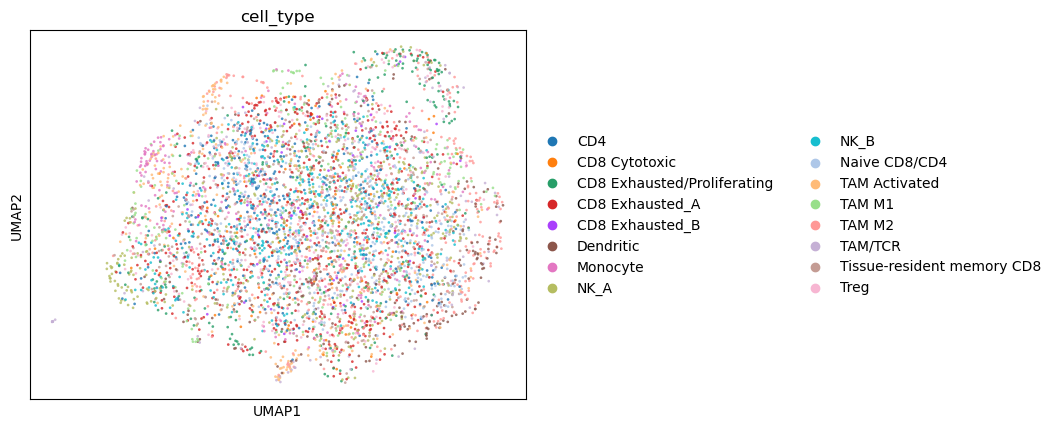 cell_type
UMAP2
UMAP1
CD4
CD8 Cytotoxic
CD8 Exhausted/Proliferating
CD8 Exhausted_A
CD8 Exhausted_B
Dendritic
Monocyte
NK_A
NK_B
Naive CD8/CD4
TAM Activated
TAM M1
TAM M2
TAM/TCR
Tissue-resident memory CD8
Treg